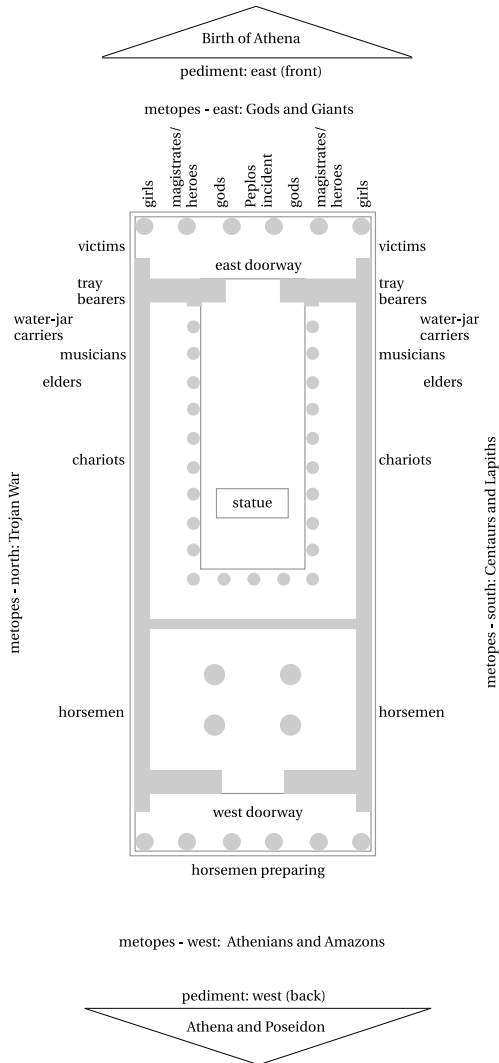 Birth of Athena
pediment: east (front)
metopes - east: Gods and Giants
girls
magistrates/
heroes
gods
Peplos
incident
gods
magistrates/
heroes
girls
victims
victims
east doorway
tray
bearers
tray
bearers
water-jar
carriers
water-jar
carriers
musicians
musicians
elders
elders
chariots
chariots
statue
metopes - north: Trojan War
metopes - south: Centaurs and Lapiths
horsemen
horsemen
west doorway
horsemen preparing
metopes - west: Athenians and Amazons
pediment: west (back)
Athena and Poseidon